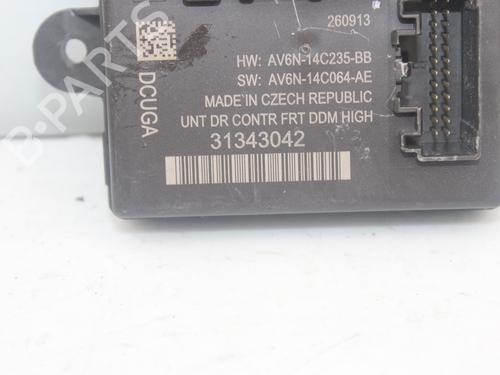 260913
HW: AV6N-14C235-BB
SW: AV6N-14C064-AE
MADE IN CZECH REPUBLIC
UNT DR CONTR FRT DDM HIGH
31343042
DCUGA
B-PARTS